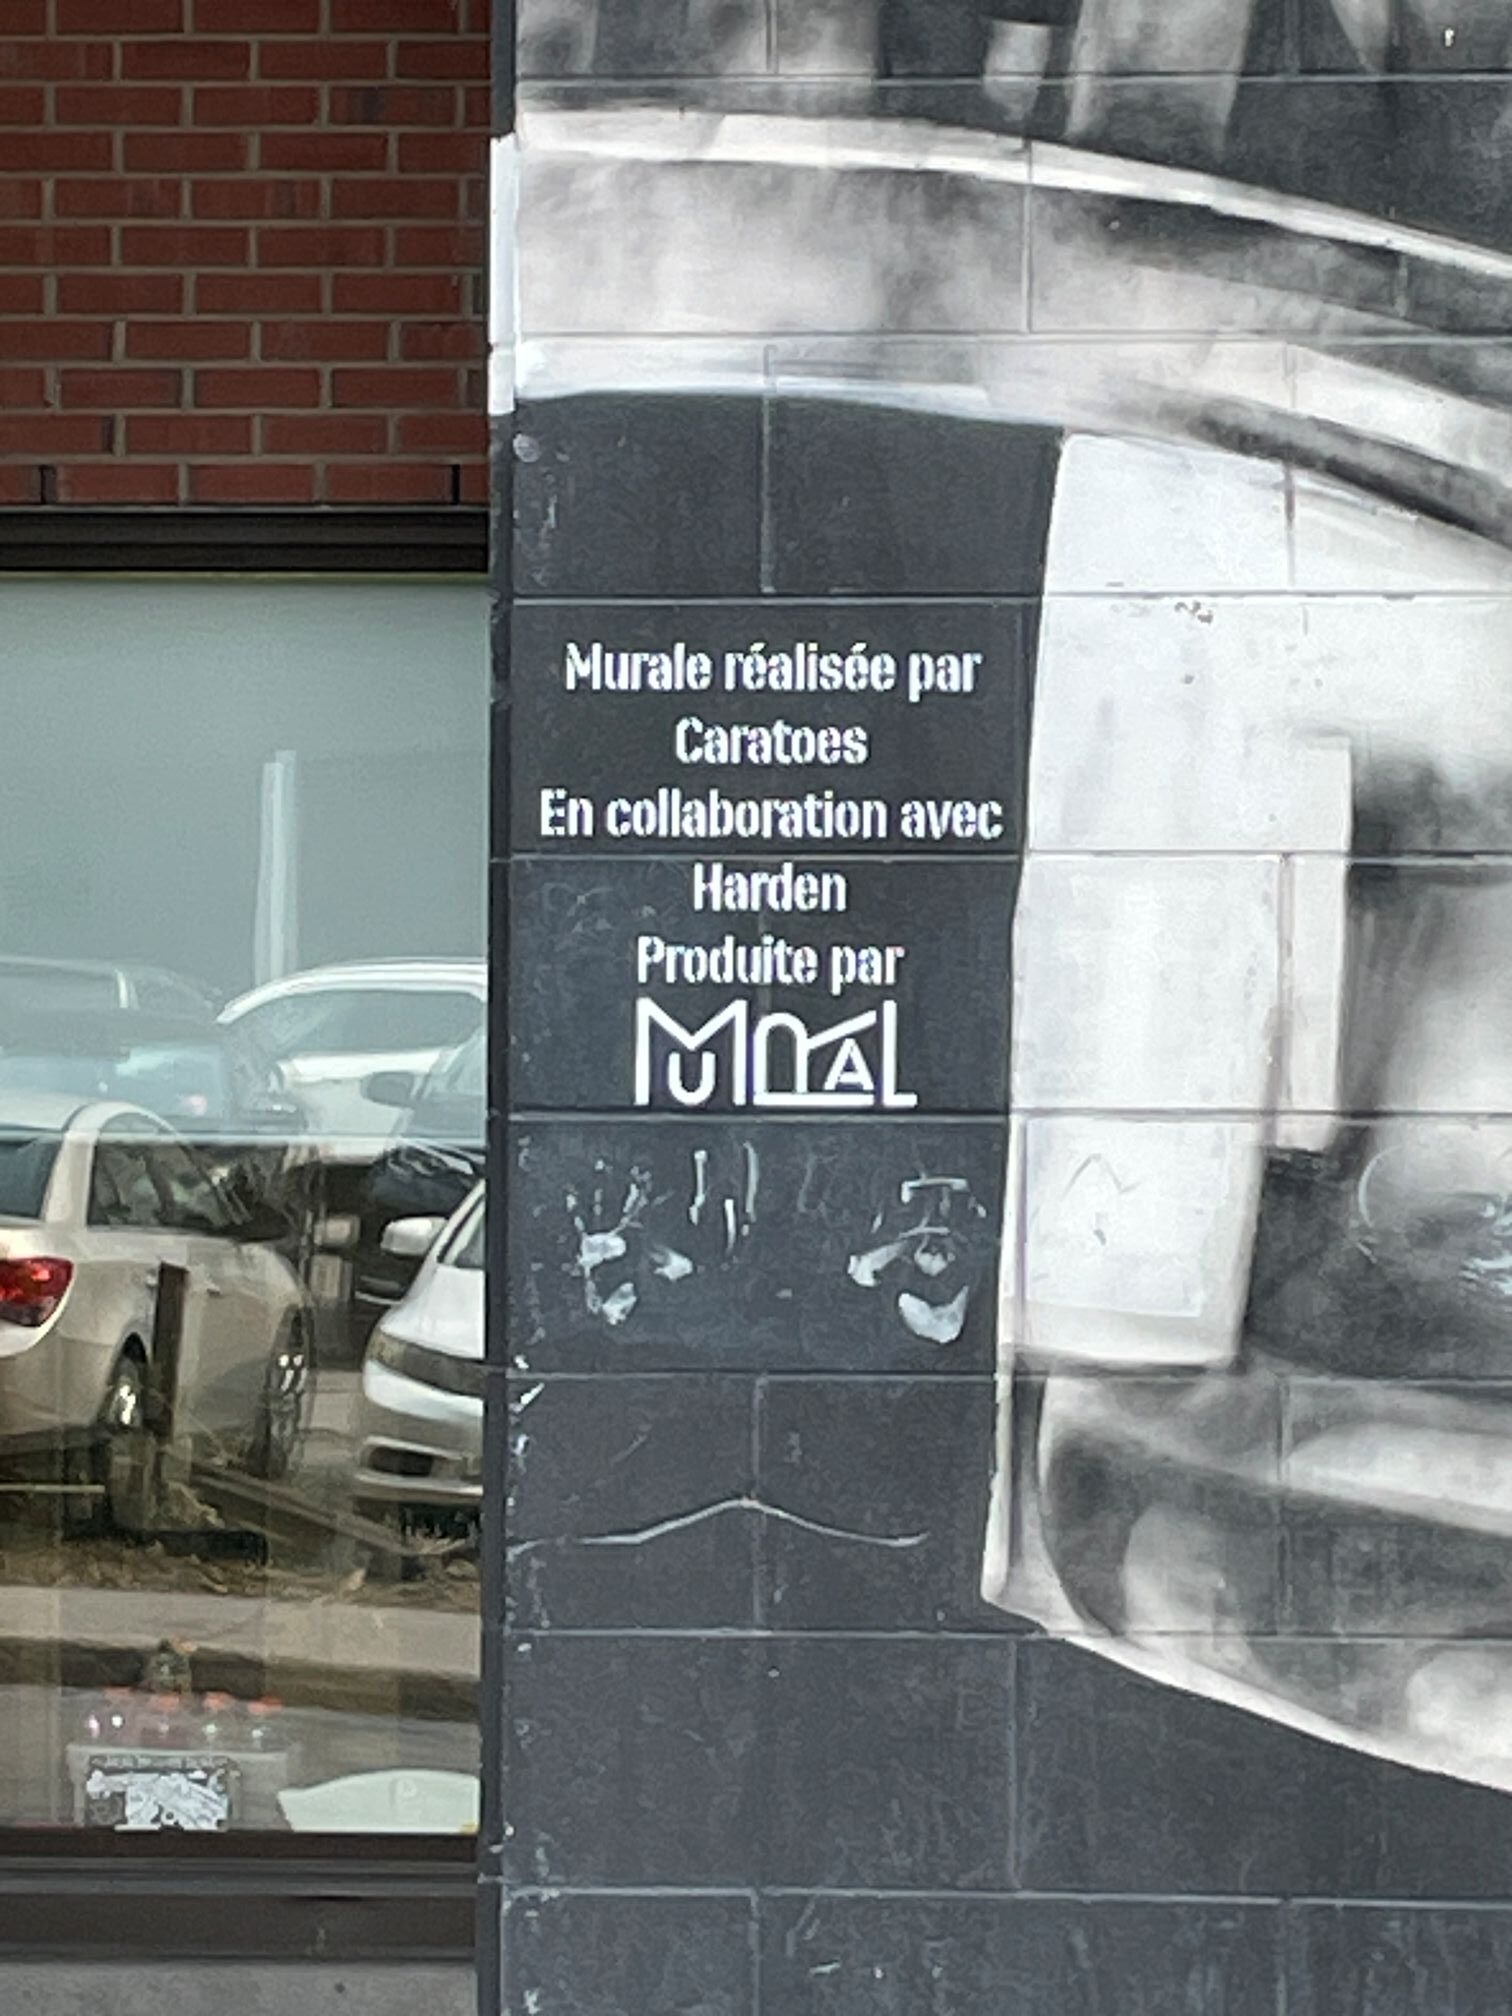 Murale réalisée par
Caratoes
En collaboration avec
Harden
Produite par
MURAL